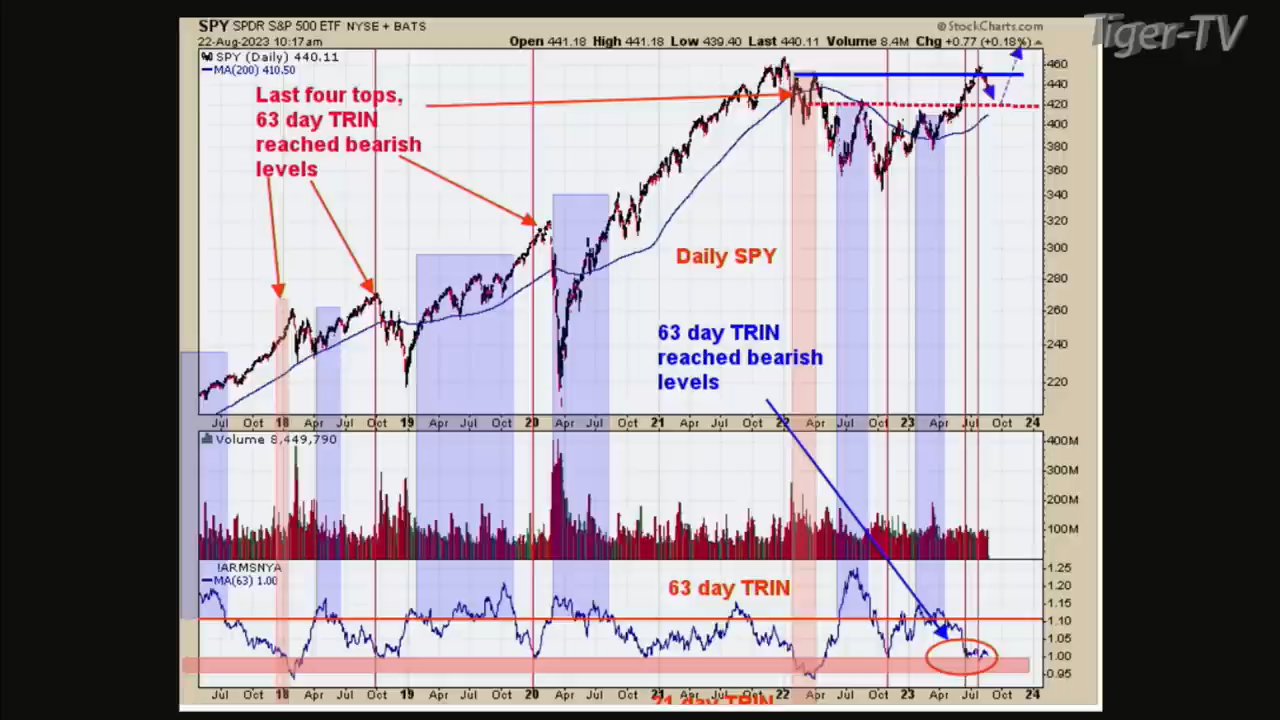 Tiger-TV
SPY SPDR S&P 500 ETF NYSE + BATS
© StockCharts.com
22-Aug-2023 10:17am
Open 441.18 High 441.18 Low 439.40 Last 440.11 Volume 8.4M Chg +0.77 (+0.18%)
SPY (Daily) 440.11
MA(200) 410.50
Last four tops,
63 day TRIN
reached bearish
levels
Daily SPY
63 day TRIN
reached bearish
levels
460
440
420
400
380
360
340
320
300
280
260
240
220
Jul Oct 18 Apr Jul Oct 19 Apr Jul Oct 20 Apr Jul Oct 21 Apr Jul Oct 22 Apr Jul Oct 23 Apr Jul Oct 24
Volume 8,449,790
400M
300M
200M
100M
!ARMSNYA
MA(63) 1.00
63 day TRIN
1.25
1.20
1.15
1.10
1.05
1.00
0.95
Jul Oct 18 Apr Jul Oct 19 Apr Jul Oct 20 Apr Jul Oct 21 Apr Jul Oct 22 Apr Jul Oct 23 Apr Jul Oct 24
21 day TRIN